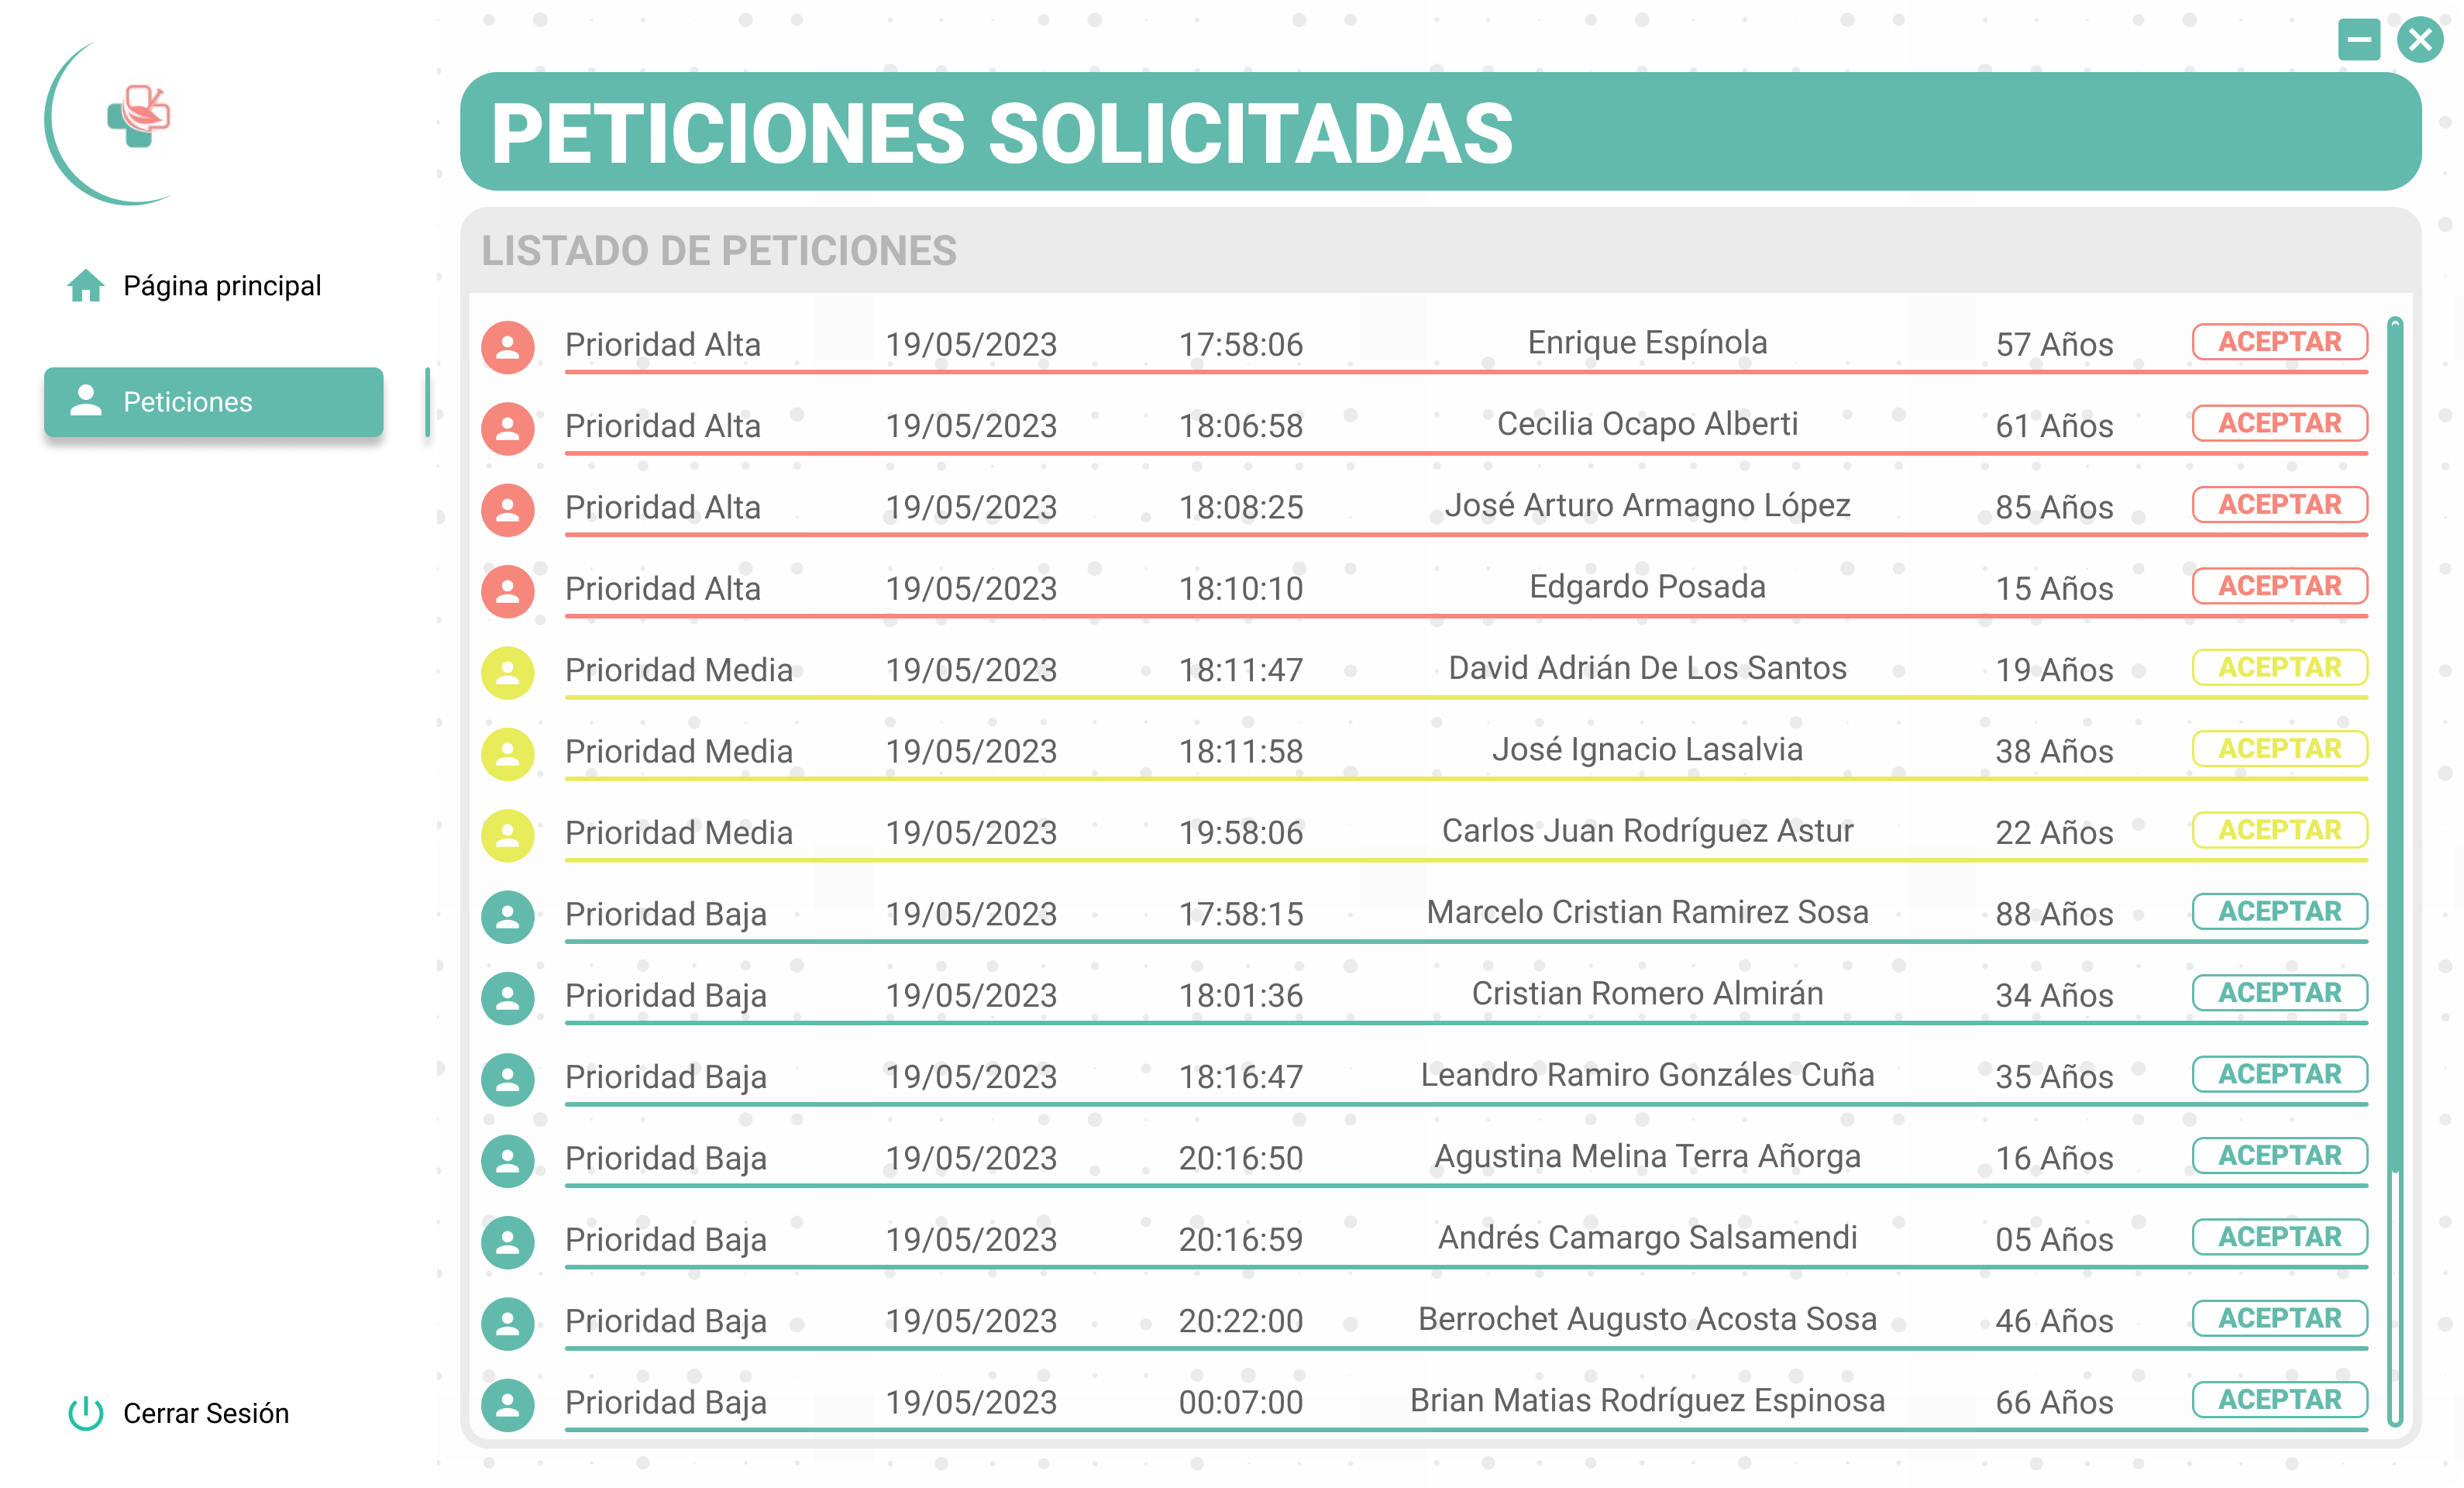 PETICIONES SOLICITADAS
LISTADO DE PETICIONES
Página principal
Peticiones
Prioridad Alta 19/05/2023 17:58:06 Enrique Espínola 57 Años ACEPTAR
Prioridad Alta 19/05/2023 18:06:58 Cecilia Ocapo Alberti 61 Años ACEPTAR
Prioridad Alta 19/05/2023 18:08:25 José Arturo Armagno López 85 Años ACEPTAR
Prioridad Alta 19/05/2023 18:10:10 Edgardo Posada 15 Años ACEPTAR
Prioridad Media 19/05/2023 18:11:47 David Adrián De Los Santos 19 Años ACEPTAR
Prioridad Media 19/05/2023 18:11:58 José Ignacio Lasalvia 38 Años ACEPTAR
Prioridad Media 19/05/2023 19:58:06 Carlos Juan Rodríguez Astur 22 Años ACEPTAR
Prioridad Baja 19/05/2023 17:58:15 Marcelo Cristian Ramirez Sosa 88 Años ACEPTAR
Prioridad Baja 19/05/2023 18:01:36 Cristian Romero Almirán 34 Años ACEPTAR
Prioridad Baja 19/05/2023 18:16:47 Leandro Ramiro Gonzáles Cuña 35 Años ACEPTAR
Prioridad Baja 19/05/2023 20:16:50 Agustina Melina Terra Añorga 16 Años ACEPTAR
Prioridad Baja 19/05/2023 20:16:59 Andrés Camargo Salsamendi 05 Años ACEPTAR
Prioridad Baja 19/05/2023 20:22:00 Berrochet Augusto Acosta Sosa 46 Años ACEPTAR
Prioridad Baja 19/05/2023 00:07:00 Brian Matias Rodríguez Espinosa 66 Años ACEPTAR
Cerrar Sesión